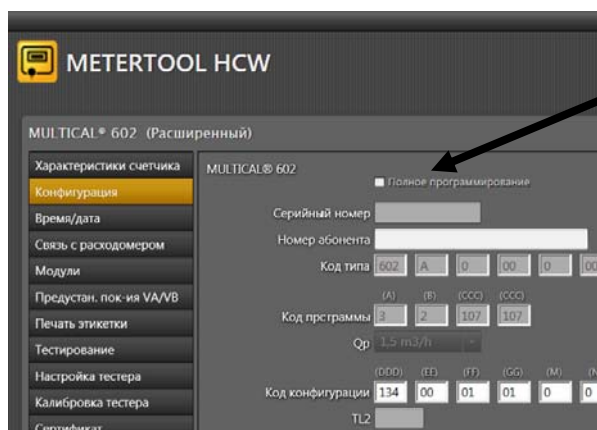 METERTOOL HCW
MULTICAL® 602 (Расширенный)
Характеристики счетчика
Конфигурация
Время/дата
Связь с расходомером
Модули
Предустан. пок-ия VA/VB
Печать этикетки
Тестирование
Настройка тестера
Калибровка тестера
Сертификат
MULTICAL® 602
Полное программирование
Серийный номер
Номер абонента
Код типа 602 A 0 00 0 00
(A) (B) (CCC) (CCC)
Код программы 3 2 107 107
Qp 1,5 m3/h
(DDD) (EE) (FF) (GG) (M) (N
Код конфигурации 134 00 01 01 0 0
TL2